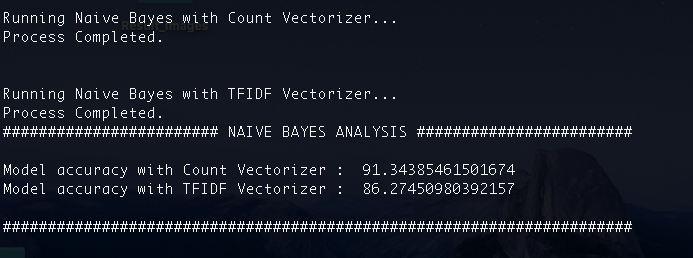 Running Naive Bayes with Count Vectorizer...
Process Completed.
Running Naive Bayes with TFIDF Vectorizer...
Process Completed.
######################## NAIVE BAYES ANALYSIS ########################
Model accuracy with Count Vectorizer :  91.34385461501674
Model accuracy with TFIDF Vectorizer :  86.27450980392157
######################################################################